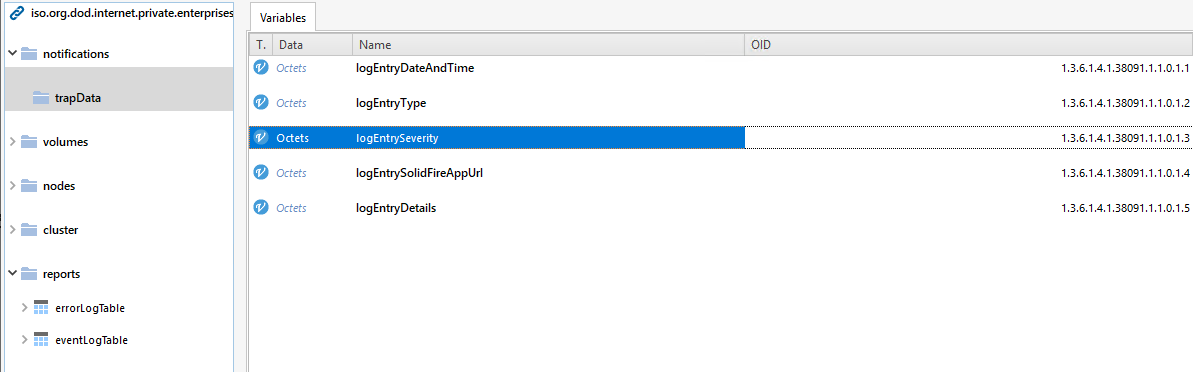 iso.org.dod.internet.private.enterprises
notifications
trapData
volumes
nodes
cluster
reports
errorLogTable
eventLogTable
Variables
T. Data Name OID
Octets logEntryDateAndTime 1.3.6.1.4.1.38091.1.1.0.1.1
Octets logEntryType 1.3.6.1.4.1.38091.1.1.0.1.2
Octets logEntrySeverity 1.3.6.1.4.1.38091.1.1.0.1.3
Octets logEntrySolidFireAppUrl 1.3.6.1.4.1.38091.1.1.0.1.4
Octets logEntryDetails 1.3.6.1.4.1.38091.1.1.0.1.5